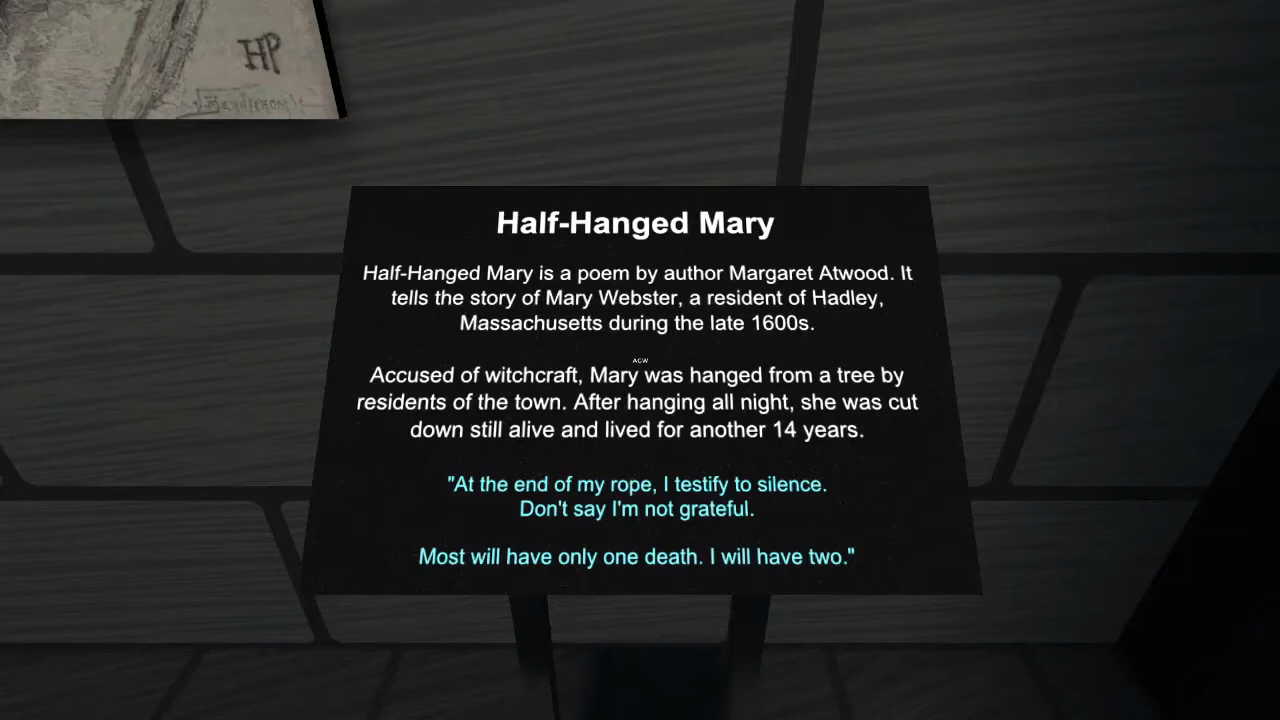 HP
Half-Hanged Mary
Half-Hanged Mary is a poem by author Margaret Atwood. It
tells the story of Mary Webster, a resident of Hadley,
Massachusetts during the late 1600s.
ACW
Accused of witchcraft, Mary was hanged from a tree by
residents of the town. After hanging all night, she was cut
down still alive and lived for another 14 years.
"At the end of my rope, I testify to silence.
Don't say I'm not grateful.
Most will have only one death. I will have two."